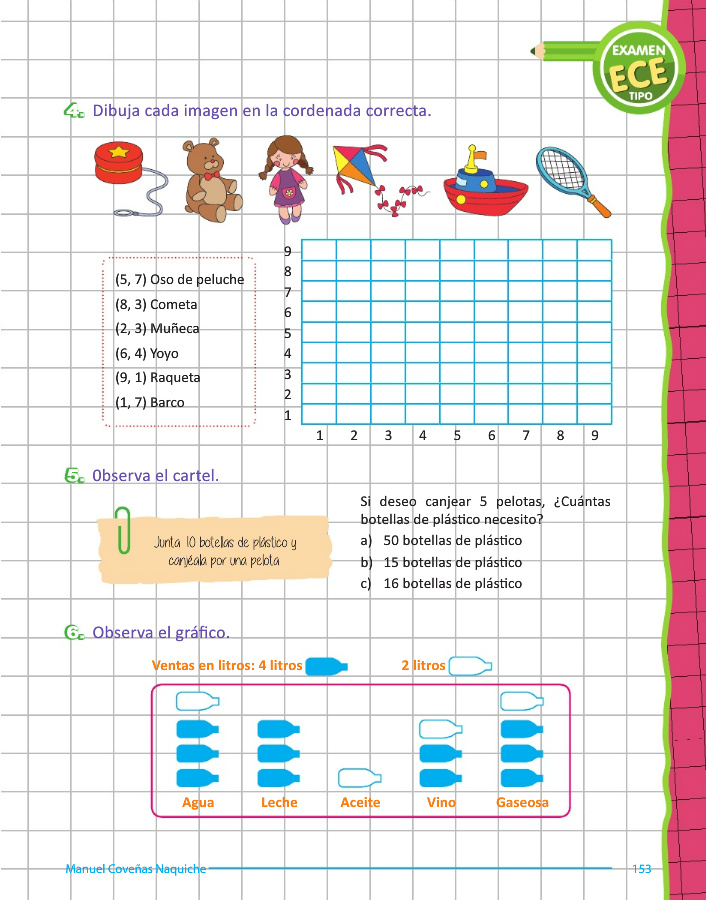 EXAMEN
ECE
TIPO
4. Dibuja cada imagen en la cordenada correcta.
(5, 7) Oso de peluche
(8, 3) Cometa
(2, 3) Muñeca
(6, 4) Yoyo
(9, 1) Raqueta
(1, 7) Barco
9
8
7
6
5
4
3
2
1
1 2 3 4 5 6 7 8 9
5. Observa el cartel.
Junta 10 botellas de plástico y
canjéala por una pelota
Si deseo canjear 5 pelotas, ¿Cuántas
botellas de plástico necesito?
a) 50 botellas de plástico
b) 15 botellas de plástico
c) 16 botellas de plástico
6. Observa el gráfico.
Ventas en litros: 4 litros 2 litros
Agua Leche Aceite Vino Gaseosa
Manuel Coveñas Naquiche 153